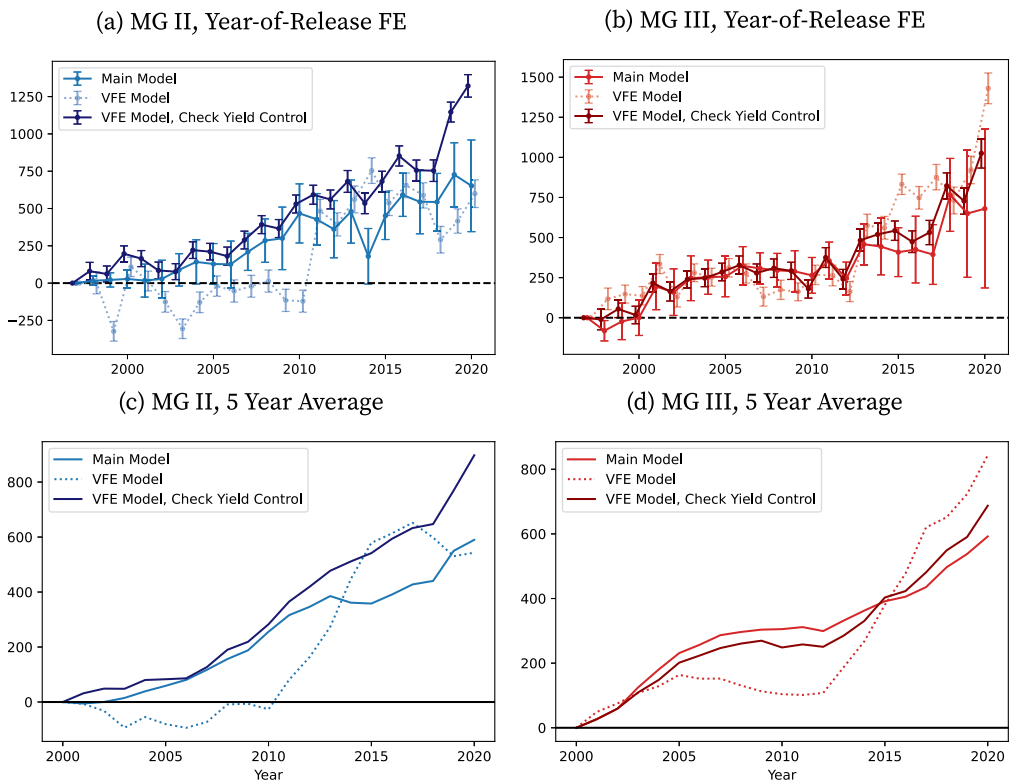 (a) MG II, Year-of-Release FE
Main Model
VFE Model
VFE Model, Check Yield Control
1250
1000
750
500
250
0
−250
2000
2005
2010
2015
2020
(b) MG III, Year-of-Release FE
Main Model
VFE Model
VFE Model, Check Yield Control
1500
1250
1000
750
500
250
0
2000
2005
2010
2015
2020
(c) MG II, 5 Year Average
Main Model
VFE Model
VFE Model, Check Yield Control
800
600
400
200
0
2000
2005
2010
2015
2020
Year
(d) MG III, 5 Year Average
Main Model
VFE Model
VFE Model, Check Yield Control
800
600
400
200
0
2000
2005
2010
2015
2020
Year